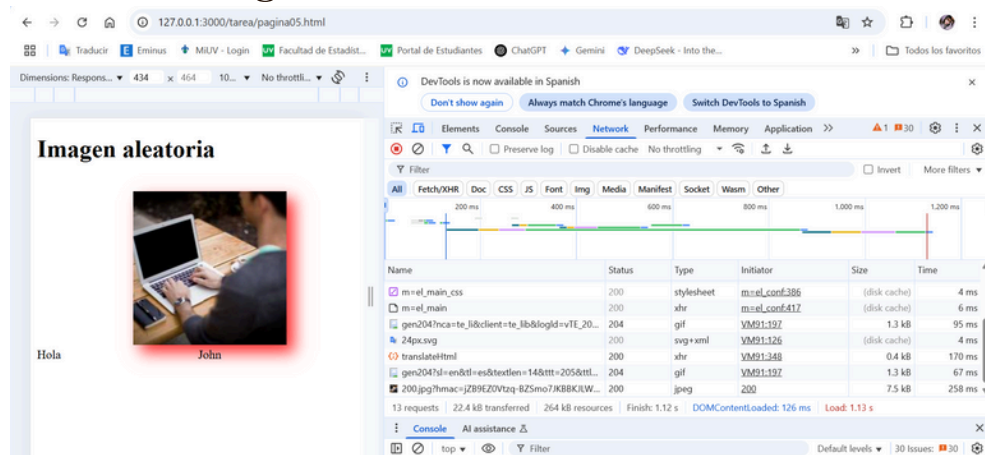 127.0.0.1:3000/tarea/pagina05.html
Traducir Eminus MiUV - Login Facultad de Estadíst... Portal de Estudiantes ChatGPT Gemini DeepSeek - Into the... » Todos los favoritos
Dimensions: Respons... ▼ 434 x 464 10... ▼ No throttli... ▼
Imagen aleatoria
Hola John
DevTools is now available in Spanish
Don't show again Always match Chrome's language Switch DevTools to Spanish
Elements Console Sources Network Performance Memory Application » 1 30
Preserve log Disable cache No throttling
Filter Invert More filters ▼
All Fetch/XHR Doc CSS JS Font Img Media Manifest Socket Wasm Other
200 ms 400 ms 600 ms 800 ms 1,000 ms 1,200 ms
Name Status Type Initiator Size Time
m=el_main_css 200 stylesheet m=el_conf:386 (disk cache) 4 ms
m=el_main 200 xhr m=el_conf:417 (disk cache) 6 ms
gen204?nca=te_li&client=te_lib&logld=vTE_20... 204 gif VM91:197 1.3 kB 95 ms
24px.svg 200 svg+xml VM91:126 (disk cache) 4 ms
translateHtml 200 xhr VM91:348 0.4 kB 170 ms
gen204?sl=en&tl=es&textlen=14&ttt=205&ttl... 204 gif VM91:197 1.3 kB 67 ms
200.jpg?hmac=jZB9EZ0Vtzq-BZSmo7JKBBKJLW... 200 jpeg 200 7.5 kB 258 ms
13 requests 22.4 kB transferred 264 kB resources Finish: 1.12 s DOMContentLoaded: 126 ms Load: 1.13 s
Console AI assistance
top ▼ Filter Default levels ▼ 30 Issues: 30